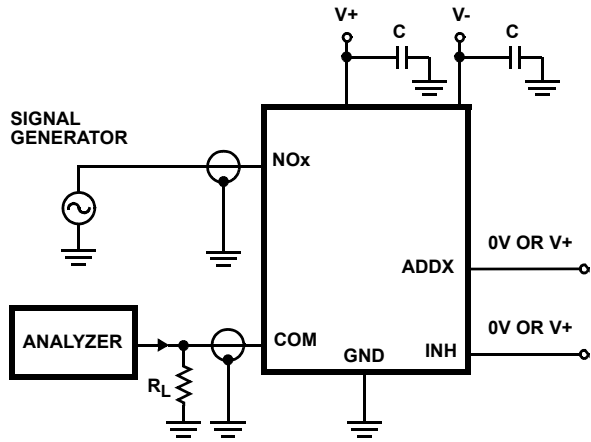 V+
V-
C
C
SIGNAL
GENERATOR
NOx
0V OR V+
ADDX
0V OR V+
ANALYZER
COM
GND
INH
RL